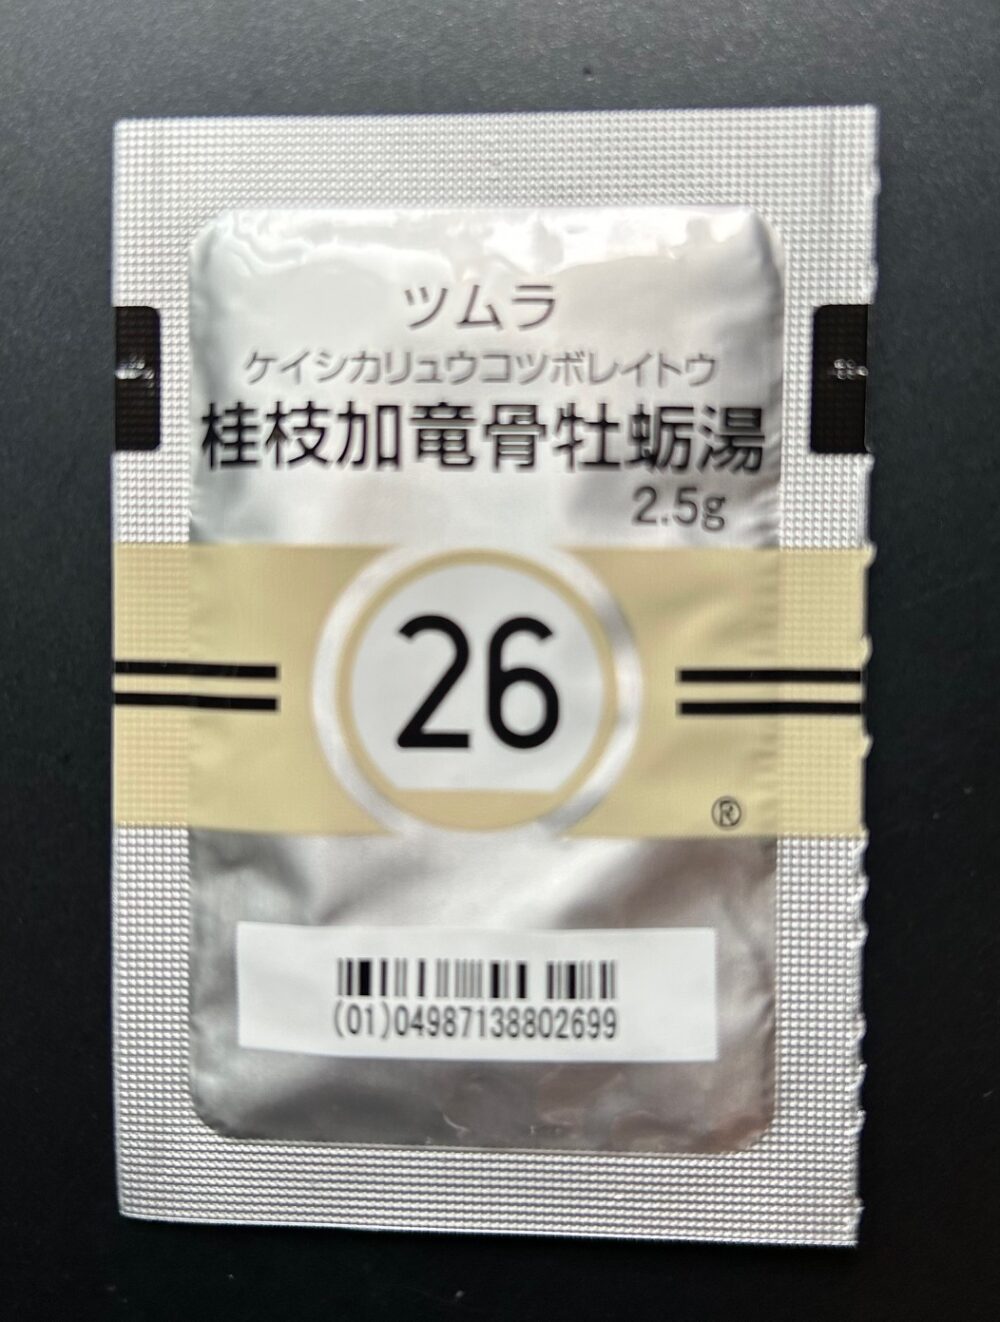 ツムラ
ケイシカリュウコツボレイトウ
桂枝加竜骨牡蛎湯
2.5g
26
®
(01)04987138802699